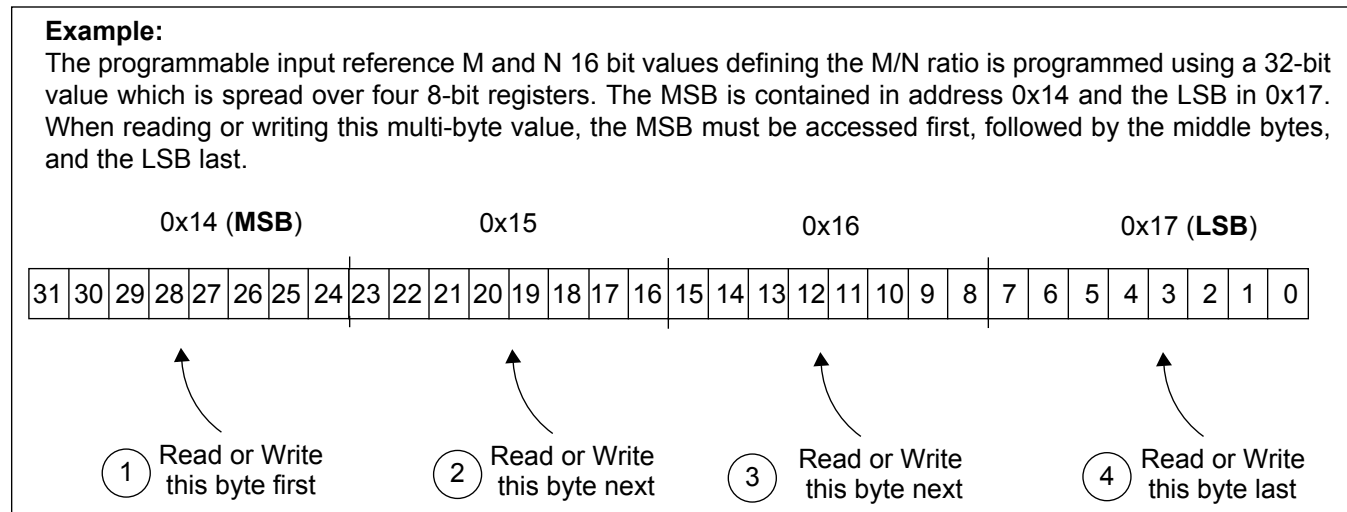 Example:
The programmable input reference M and N 16 bit values defining the M/N ratio is programmed using a 32-bit
value which is spread over four 8-bit registers. The MSB is contained in address 0x14 and the LSB in 0x17.
When reading or writing this multi-byte value, the MSB must be accessed first, followed by the middle bytes,
and the LSB last.
0x14 (MSB) 0x15 0x16 0x17 (LSB)
31 30 29 28 27 26 25 24 23 22 21 20 19 18 17 16 15 14 13 12 11 10 9 8 7 6 5 4 3 2 1 0
1 Read or Write
this byte first
2 Read or Write
this byte next
3 Read or Write
this byte next
4 Read or Write
this byte last